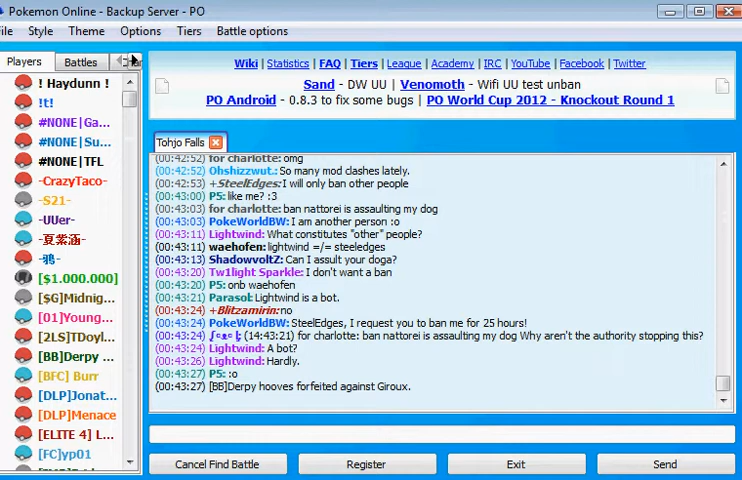 Pokemon Online - Backup Server - PO
File Style Theme Options Tiers Battle options
Players Battles
! Haydunn !
!t!
#NONE|Ga...
#NONE|Su...
#NONE|TFL
-CrazyTaco-
-S21-
-UUer-
-夏紫涵-
-鸦-
[$1.000.000]
[$G]Midnig...
[01]Young...
[2LS]TDoyl...
[BB]Derpy ...
[BFC] Burr
[DLP]Jonat...
[DLP]Menace
[ELITE 4] L...
[FC]yp01
Wiki | Statistics | FAQ | Tiers | League | Academy | IRC | YouTube | Facebook | Twitter
Sand - DW UU | Venomoth - Wifi UU test unban
PO Android - 0.8.3 to fix some bugs | PO World Cup 2012 - Knockout Round 1
Tohjo Falls
(00:42:52) for charlotte: omg
(00:42:52) Ohshizzwut.: So many mod clashes lately.
(00:42:53) +SteelEdges: I will only ban other people
(00:43:00) P5: like me? :3
(00:43:03) for charlotte: ban nattorei is assaulting my dog
(00:43:03) PokeWorldBW: I am another person :o
(00:43:11) Lightwind: What constitutes "other" people?
(00:43:11) waehofen: lightwind =/= steeledges
(00:43:13) ShadowvoltZ: Can I assult your doga?
(00:43:20) Tw1light Sparkle: I don't want a ban
(00:43:20) P5: onb waehofen
(00:43:21) Parasol: Lightwind is a bot.
(00:43:24) +Blitzamirin: no
(00:43:24) PokeWorldBW: SteelEdges, I request you to ban me for 25 hours!
(00:43:24) (14:43:21) for charlotte: ban nattorei is assaulting my dog Why aren't the authority stopping this?
(00:43:24) Lightwind: A bot?
(00:43:26) Lightwind: Hardly.
(00:43:27) P5: :o
(00:43:27) [BB]Derpy hooves forfeited against Giroux.
Cancel Find Battle Register Exit Send